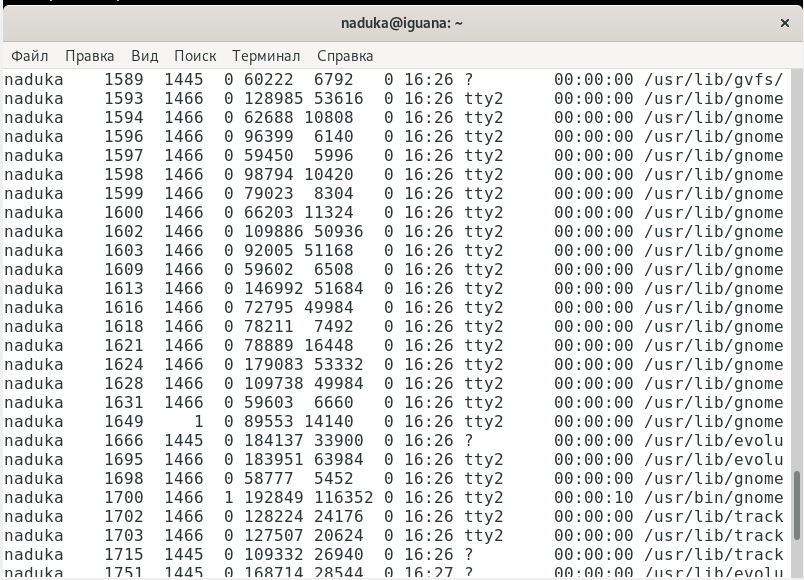 naduka@iguana: ~
Файл Правка Вид Поиск Терминал Справка
naduka 1589 1445 0 60222 6792 0 16:26 ? 00:00:00 /usr/lib/gvfs/
naduka 1593 1466 0 128985 53616 0 16:26 tty2 00:00:00 /usr/lib/gnome
naduka 1594 1466 0 62688 10808 0 16:26 tty2 00:00:00 /usr/lib/gnome
naduka 1596 1466 0 96399 6140 0 16:26 tty2 00:00:00 /usr/lib/gnome
naduka 1597 1466 0 59450 5996 0 16:26 tty2 00:00:00 /usr/lib/gnome
naduka 1598 1466 0 98794 10420 0 16:26 tty2 00:00:00 /usr/lib/gnome
naduka 1599 1466 0 79023 8304 0 16:26 tty2 00:00:00 /usr/lib/gnome
naduka 1600 1466 0 66203 11324 0 16:26 tty2 00:00:00 /usr/lib/gnome
naduka 1602 1466 0 109886 50936 0 16:26 tty2 00:00:00 /usr/lib/gnome
naduka 1603 1466 0 92005 51168 0 16:26 tty2 00:00:00 /usr/lib/gnome
naduka 1609 1466 0 59602 6508 0 16:26 tty2 00:00:00 /usr/lib/gnome
naduka 1613 1466 0 146992 51684 0 16:26 tty2 00:00:00 /usr/lib/gnome
naduka 1616 1466 0 72795 49984 0 16:26 tty2 00:00:00 /usr/lib/gnome
naduka 1618 1466 0 78211 7492 0 16:26 tty2 00:00:00 /usr/lib/gnome
naduka 1621 1466 0 78889 16448 0 16:26 tty2 00:00:00 /usr/lib/gnome
naduka 1624 1466 0 179083 53332 0 16:26 tty2 00:00:00 /usr/lib/gnome
naduka 1628 1466 0 109738 49984 0 16:26 tty2 00:00:00 /usr/lib/gnome
naduka 1631 1466 0 59603 6660 0 16:26 tty2 00:00:00 /usr/lib/gnome
naduka 1649 1 0 89553 14140 0 16:26 tty2 00:00:00 /usr/lib/gnome
naduka 1666 1445 0 184137 33900 0 16:26 ? 00:00:00 /usr/lib/evolu
naduka 1695 1466 0 183951 63984 0 16:26 tty2 00:00:00 /usr/lib/evolu
naduka 1698 1466 0 58777 5452 0 16:26 tty2 00:00:00 /usr/lib/gnome
naduka 1700 1466 1 192849 116352 0 16:26 tty2 00:00:10 /usr/bin/gnome
naduka 1702 1466 0 128224 24176 0 16:26 tty2 00:00:00 /usr/lib/track
naduka 1703 1466 0 127507 20624 0 16:26 tty2 00:00:00 /usr/lib/track
naduka 1715 1445 0 109332 26940 0 16:26 ? 00:00:00 /usr/lib/track
naduka 1751 1445 0 168714 28544 0 16:27 ? 00:00:00 /usr/lib/evolu